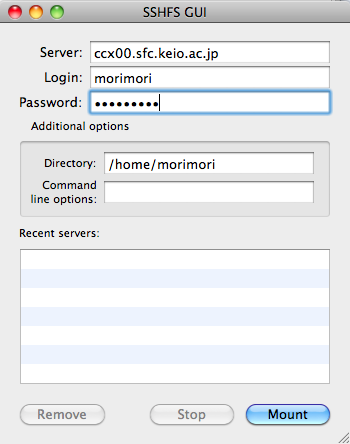 SSHFS GUI
Server: ccx00.sfc.keio.ac.jp
Login: morimori
Password: •••••••••
Additional options
Directory: /home/morimori
Command
line options:
Recent servers:
Remove Stop Mount